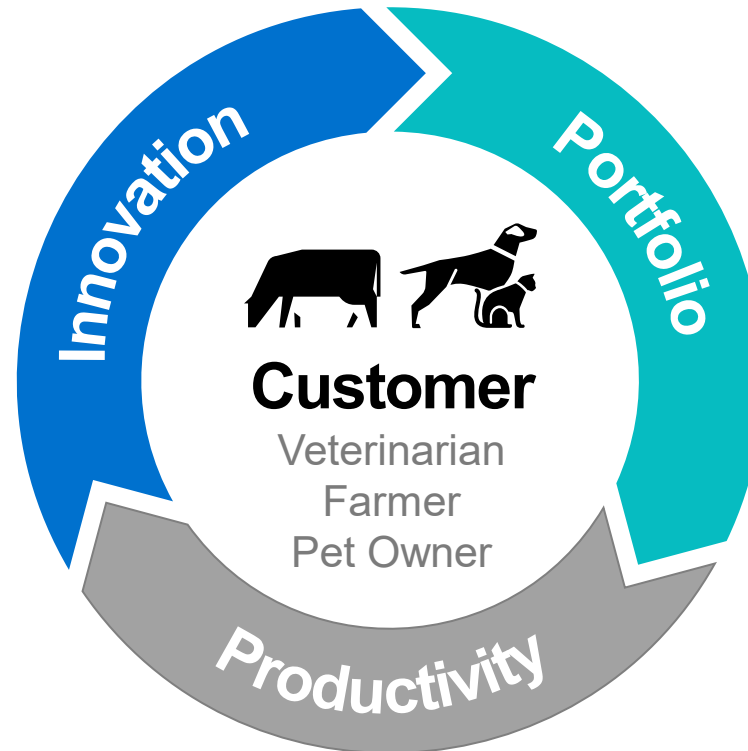 Innovation
Portfolio
Customer
Veterinarian
Farmer
Pet Owner
Productivity